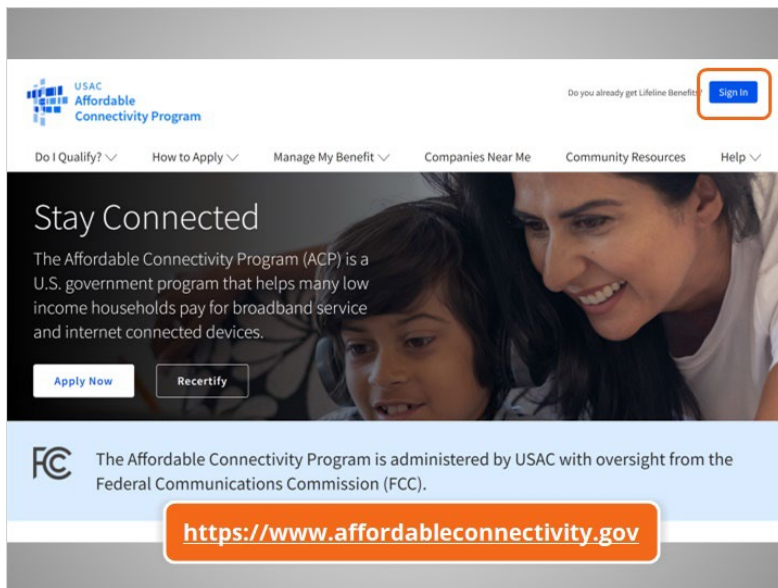 USAC
Affordable
Connectivity Program
Do you already get Lifeline Benefits?
Sign In
Do I Qualify?
How to Apply
Manage My Benefit
Companies Near Me
Community Resources
Help
Stay Connected
The Affordable Connectivity Program (ACP) is a
U.S. government program that helps many low
income households pay for broadband service
and internet connected devices.
Apply Now
Recertify
FC
The Affordable Connectivity Program is administered by USAC with oversight from the
Federal Communications Commission (FCC).
https://www.affordableconnectivity.gov